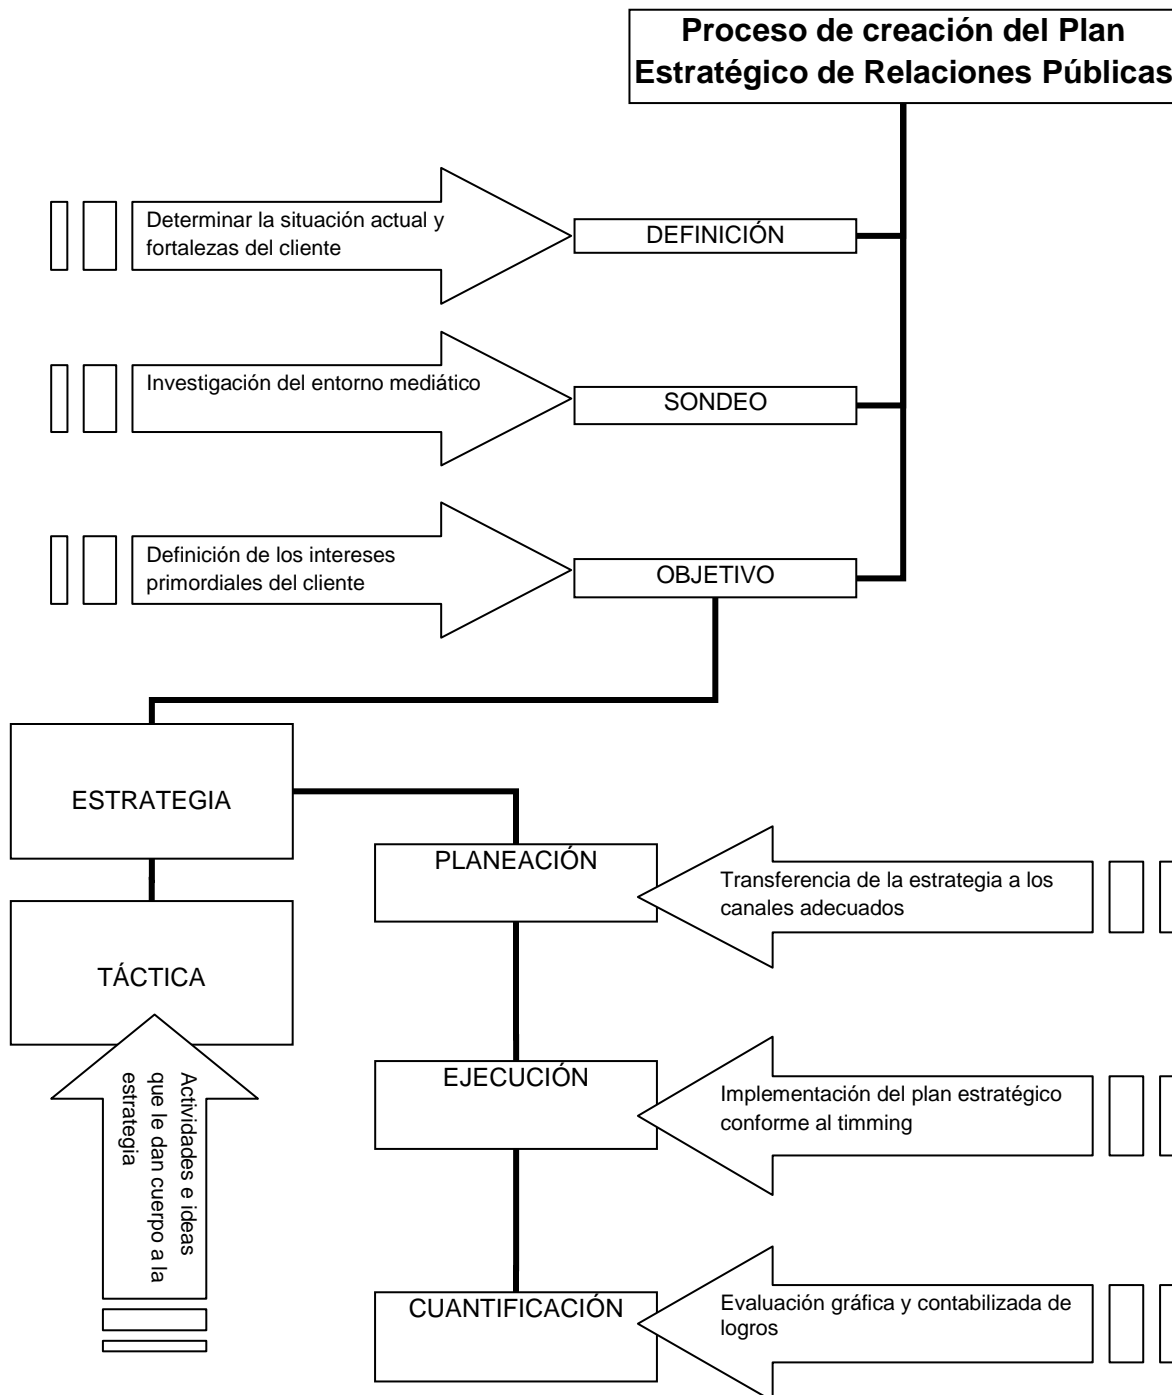 Proceso de creación del Plan
Estratégico de Relaciones Públicas
Determinar la situación actual y
fortalezas del cliente
DEFINICIÓN
Investigación del entorno mediático
SONDEO
Definición de los intereses
primordiales del cliente
OBJETIVO
ESTRATEGIA
TÁCTICA
Actividades e ideas
que le dan cuerpo a la
estrategia
PLANEACIÓN
Transferencia de la estrategia a los
canales adecuados
EJECUCIÓN
Implementación del plan estratégico
conforme al timming
CUANTIFICACIÓN
Evaluación gráfica y contabilizada de
logros